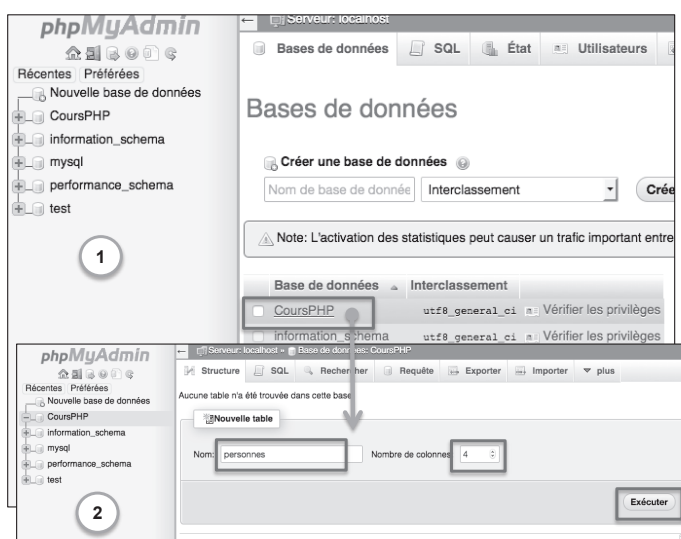 phpMyAdmin
Récentes Préférées
Nouvelle base de données
CoursPHP
information_schema
mysql
performance_schema
test
1
Serveur: localhost
Bases de données SQL État Utilisateurs
Bases de données
Créer une base de données
Nom de base de donnée Interclassement Crée
Note: L'activation des statistiques peut causer un trafic important entre
Base de données Interclassement
CoursPHP utf8_general_ci Vérifier les privilèges
information_schema utf8_general_ci Vérifier les privilèges
phpMyAdmin
Récentes Préférées
Nouvelle base de données
CoursPHP
information_schema
mysql
performance_schema
test
2
Serveur: localhost » Base de données: CoursPHP
Structure SQL Rechercher Requête Exporter Importer plus
Aucune table n'a été trouvée dans cette base
Nouvelle table
Nom: personnes Nombre de colonnes 4
Exécuter